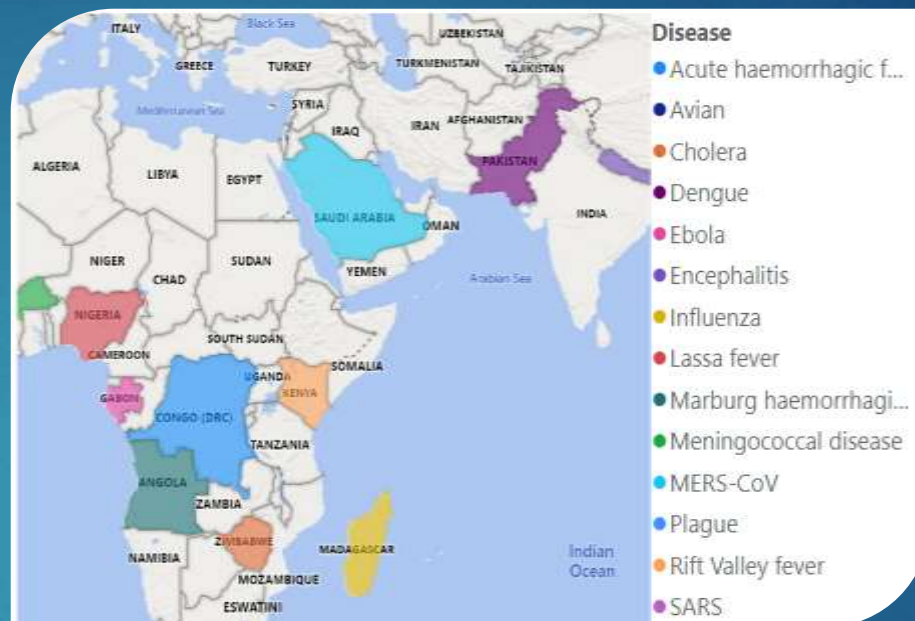 ITALY
Black Sea
UZBEKISTAN
GREECE
TURKEY
TURKMENISTAN
TAJIKISTAN
Mediterranean Sea
SYRIA
IRAQ
IRAN
AFGHANISTAN
ALGERIA
LIBYA
EGYPT
PAKISTAN
SAUDI ARABIA
OMAN
INDIA
NIGER
CHAD
SUDAN
YEMEN
Arabian Sea
NIGERIA
CAMEROON
SOUTH SUDAN
SOMALIA
GABON
UGANDA
KENYA
CONGO (DRC)
TANZANIA
ANGOLA
ZAMBIA
NAMIBIA
ZIMBABWE
MADAGASCAR
MOZAMBIQUE
ESWATINI
Indian
Ocean
Disease
Acute haemorrhagic f...
Avian
Cholera
Dengue
Ebola
Encephalitis
Influenza
Lassa fever
Marburg haemorrhagi...
Meningococcal disease
MERS-CoV
Plague
Rift Valley fever
SARS